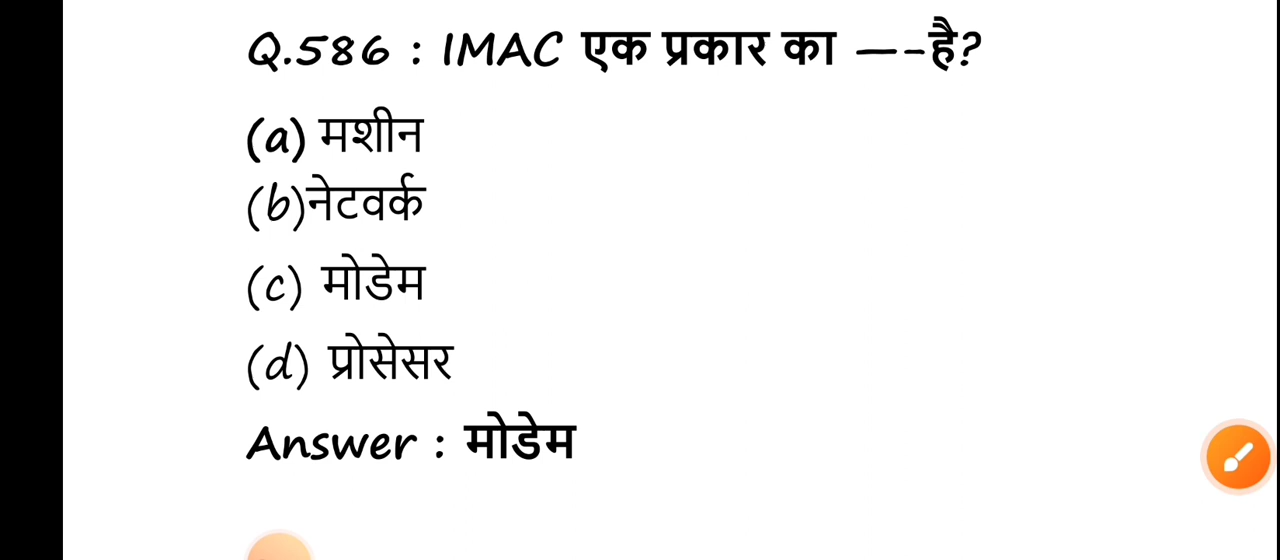 Q.586 : IMAC एक प्रकार का —-है?
(a) मशीन
(b)नेटवर्क
(c) मोडेम
(d) प्रोसेसर
Answer : मोडेम